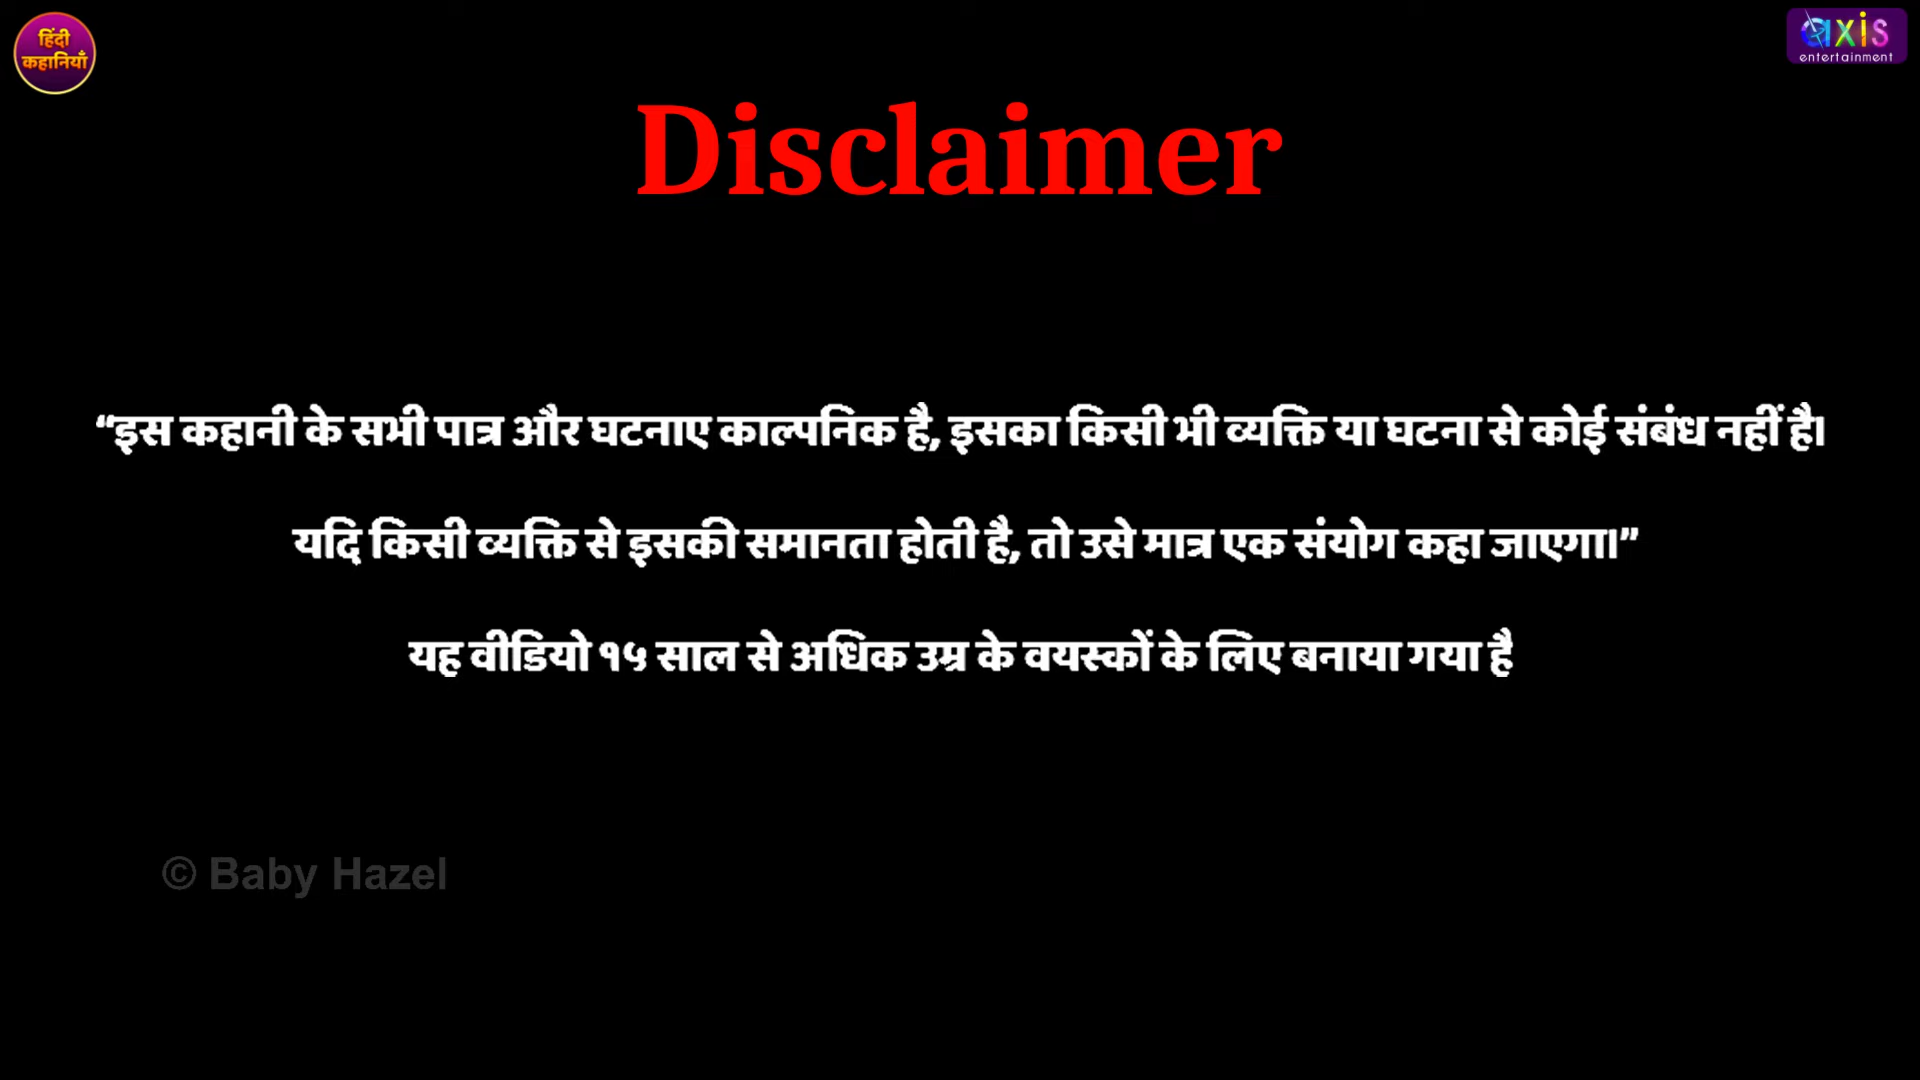 हिंदी
कहानियाँ
axis
entertainment
Disclaimer
“इस कहानी के सभी पात्र और घटनाए काल्पनिक है, इसका किसी भी व्यक्ति या घटना से कोई संबंध नहीं है।
यदि किसी व्यक्ति से इसकी समानता होती है, तो उसे मात्र एक संयोग कहा जाएगा।”
यह वीडियो १५ साल से अधिक उम्र के वयस्कों के लिए बनाया गया है
© Baby Hazel